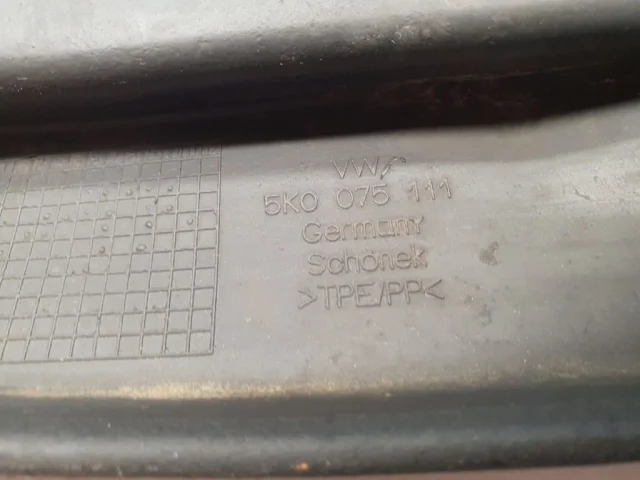 VW
5K0 075 111
Germany
Schönek
>TPE/PP<